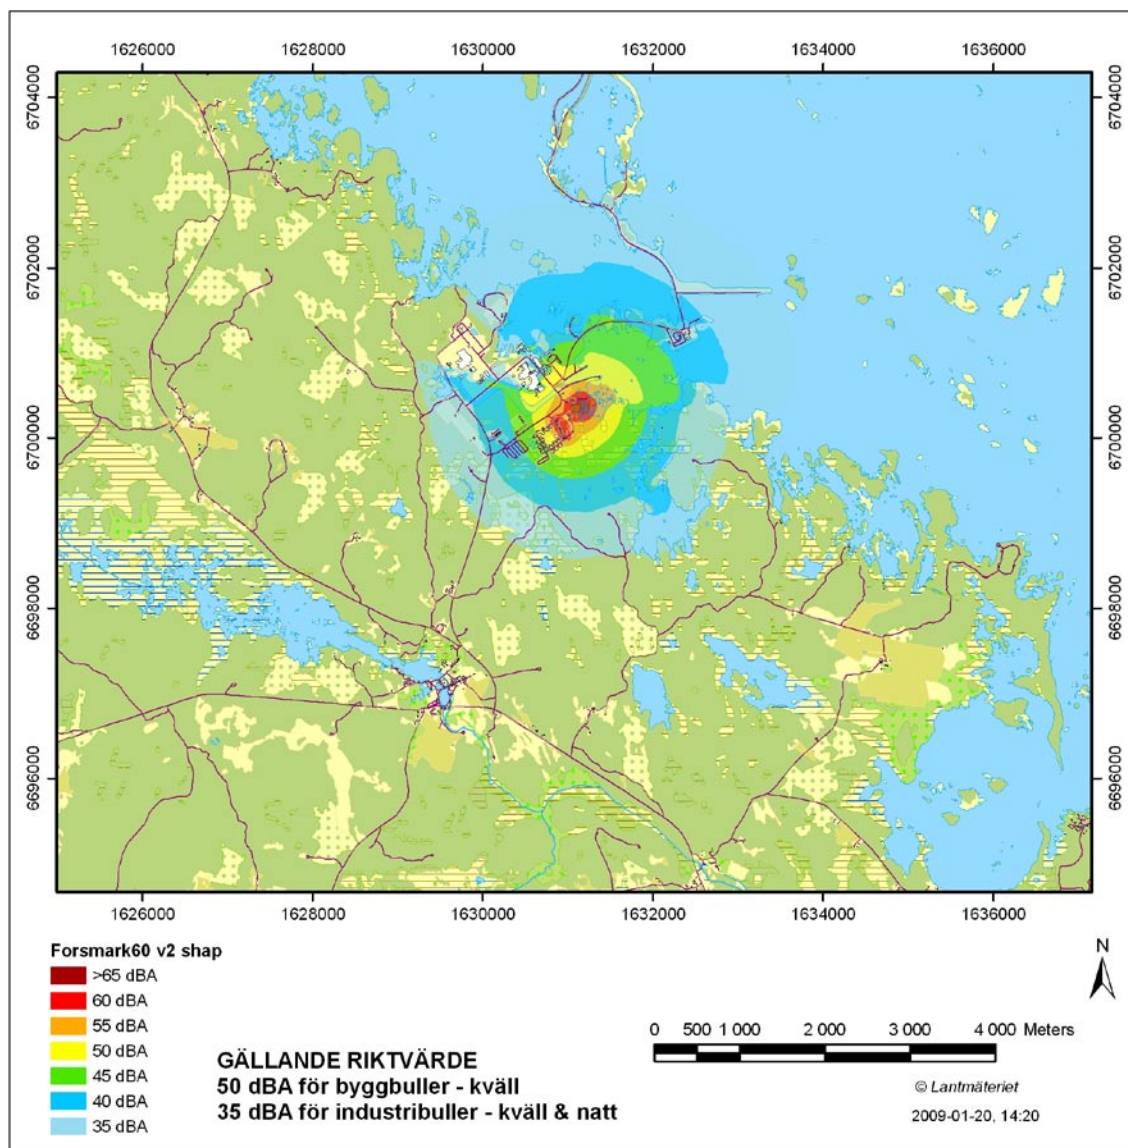 1626000 1628000 1630000 1632000 1634000 1636000
6704000 6704000
6702000 6702000
6700000 6700000
6698000 6698000
6696000 6696000
1626000 1628000 1630000 1632000 1634000 1636000
Forsmark60 v2 shap
>65 dBA
60 dBA
55 dBA
50 dBA
45 dBA
40 dBA
35 dBA
GÄLLANDE RIKTVÄRDE
50 dBA för byggbuller - kväll
35 dBA för industribuller - kväll & natt
N
0 500 1 000 2 000 3 000 4 000 Meters
© Lantmäteriet
2009-01-20, 14:20